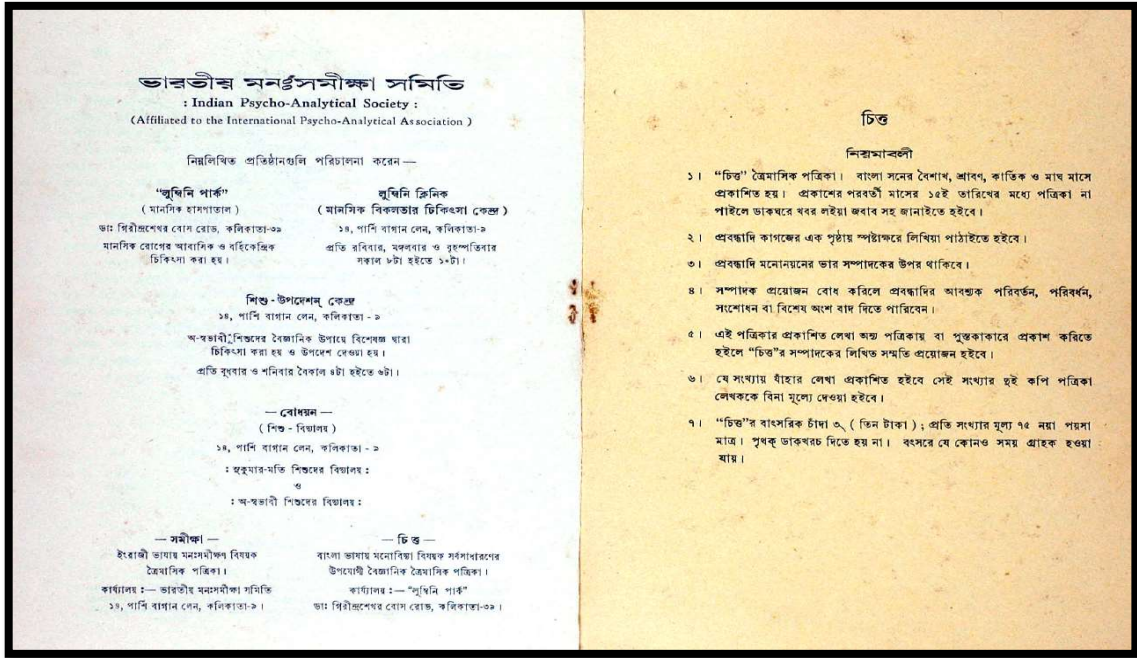 ভারতীয় মনঃসমীক্ষা সমিতি
: Indian Psycho-Analytical Society :
(Affiliated to the International Psycho-Analytical Association )
নিম্নলিখিত প্রতিষ্ঠানগুলি পরিচালনা করেন—
“লুম্বিনি পার্ক”
( মানসিক হাসপাতাল )
ডাঃ গিরীন্দ্রশেখর বোস রোড, কলিকাতা-৩৯
মানসিক রোগের আবাসিক ও বহির্কেন্দ্রিক
চিকিৎসা করা হয়।
লুম্বিনি ক্লিনিক
( মানসিক বিকলতার চিকিৎসা কেন্দ্র )
১৪, পার্শি বাগান লেন, কলিকাতা-৯
প্রতি রবিবার, মঙ্গলবার ও বৃহস্পতিবার
সকাল ৮টা হইতে ১০টা।
শিশু-উপদেশন্ কেন্দ্র
১৪, পার্শি বাগান লেন, কলিকাতা - ৯
অ-স্বভাবী শিশুদের বৈজ্ঞানিক উপায়ে বিশেষজ্ঞ দ্বারা
চিকিৎসা করা হয় ও উপদেশ দেওয়া হয়।
প্রতি বুধবার ও শনিবার বৈকাল ৪টা হইতে ৬টা।
— বোধয়ন —
( শিশু - বিদ্যালয় )
১৪, পার্শি বাগান লেন, কলিকাতা - ৯
: সুকুমার-মতি শিশুদের বিদ্যালয় :
ও
: অ-স্বভাবী শিশুদের বিদ্যালয় :
— সমীক্ষা —
ইংরাজী ভাষায় মনঃসমীক্ষণ বিষয়ক
ত্রৈমাসিক পত্রিকা।
কার্য্যালয় :— ভারতীয় মনঃসমীক্ষা সমিতি
১৪, পার্শি বাগান লেন, কলিকাতা-৯।
— চিত্ত —
বাংলা ভাষায় মনোবিদ্যা বিষয়ক সর্বসাধারণের
উপযোগী বৈজ্ঞানিক ত্রৈমাসিক পত্রিকা।
কার্য্যালয় :— “লুম্বিনি পার্ক”
ডাঃ গিরীন্দ্রশেখর বোস রোড, কলিকাতা-৩৯।
চিত্ত
নিয়মাবলী
১। “চিত্ত” ত্রৈমাসিক পত্রিকা। বাংলা সনের বৈশাখ, শ্রাবণ, কার্তিক ও মাঘ মাসে
প্রকাশিত হয়। প্রকাশের পরবর্তী মাসের ১৫ই তারিখের মধ্যে পত্রিকা না
পাইলে ডাকঘরে খবর লইয়া জবাব সহ জানাইতে হইবে।
২। প্রবন্ধাদি কাগজের এক পৃষ্ঠায় স্পষ্টাক্ষরে লিখিয়া পাঠাইতে হইবে।
৩। প্রবন্ধাদি মনোনয়নের ভার সম্পাদকের উপর থাকিবে।
৪। সম্পাদক প্রয়োজন বোধ করিলে প্রবন্ধাদির আবশ্যক পরিবর্তন, পরিবর্ধন,
সংশোধন বা বিশেষ অংশ বাদ দিতে পারিবেন।
৫। এই পত্রিকার প্রকাশিত লেখা অন্য পত্রিকায় বা পুস্তকাকারে প্রকাশ করিতে
হইলে “চিত্ত”র সম্পাদকের লিখিত সম্মতি প্রয়োজন হইবে।
৬। যে সংখ্যায় যাঁহার লেখা প্রকাশিত হইবে সেই সংখ্যার দুই কপি পত্রিকা
লেখককে বিনা মূল্যে দেওয়া হইবে।
৭। “চিত্ত”র বাৎসরিক চাঁদা ৩৲ ( তিন টাকা ) ; প্রতি সংখ্যার মূল্য ৭৫ নয়া পয়সা
মাত্র। পৃথক্ ডাকখরচ দিতে হয় না। বৎসরে যে কোনও সময় গ্রাহক হওয়া
যায়।